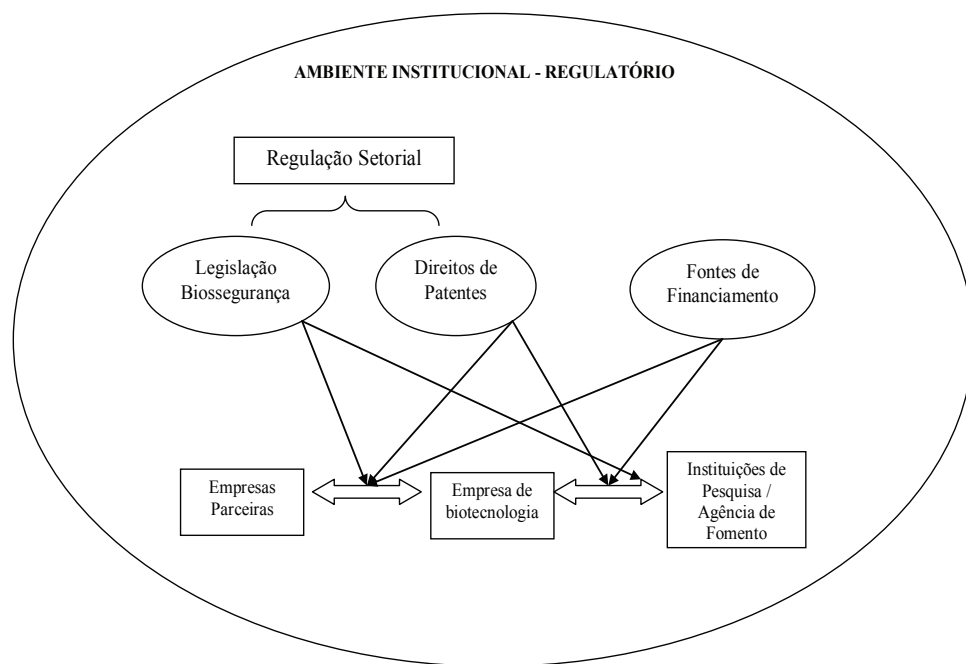 AMBIENTE INSTITUCIONAL - REGULATÓRIO
Regulação Setorial
Legislação
Biossegurança
Direitos de
Patentes
Fontes de
Financiamento
Empresas
Parceiras
Empresa de
biotecnologia
Instituições de
Pesquisa /
Agência de
Fomento